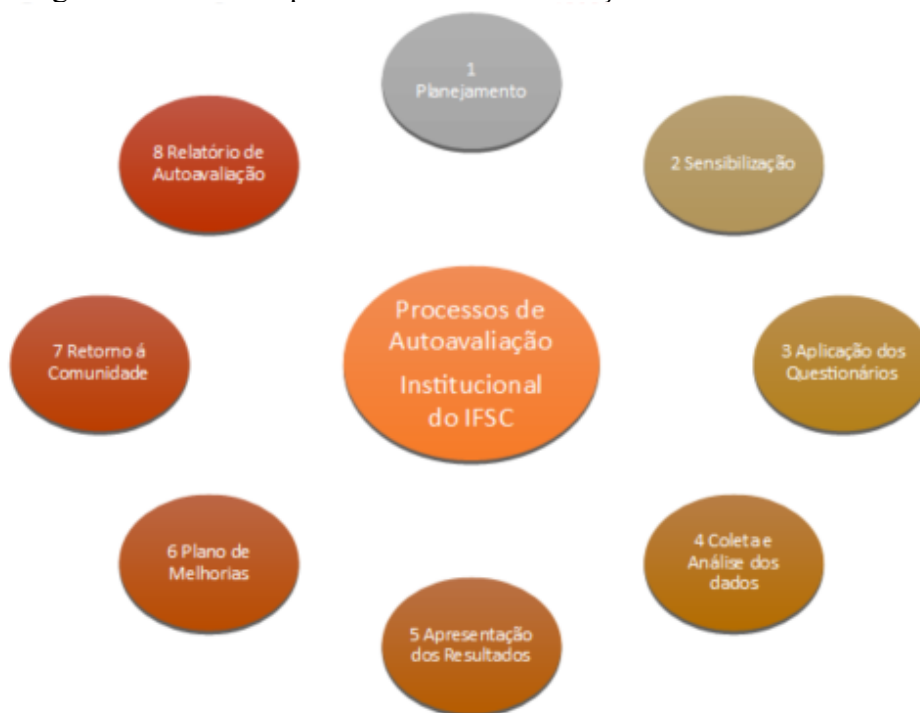 1
Planejamento
2 Sensibilização
3 Aplicação dos
Questionários
4 Coleta e
Análise dos
dados
5 Apresentação
dos Resultados
6 Plano de
Melhorias
7 Retorno á
Comunidade
8 Relatório de
Autoavaliação
Processos de
Autoavaliação
Institucional
do IFSC